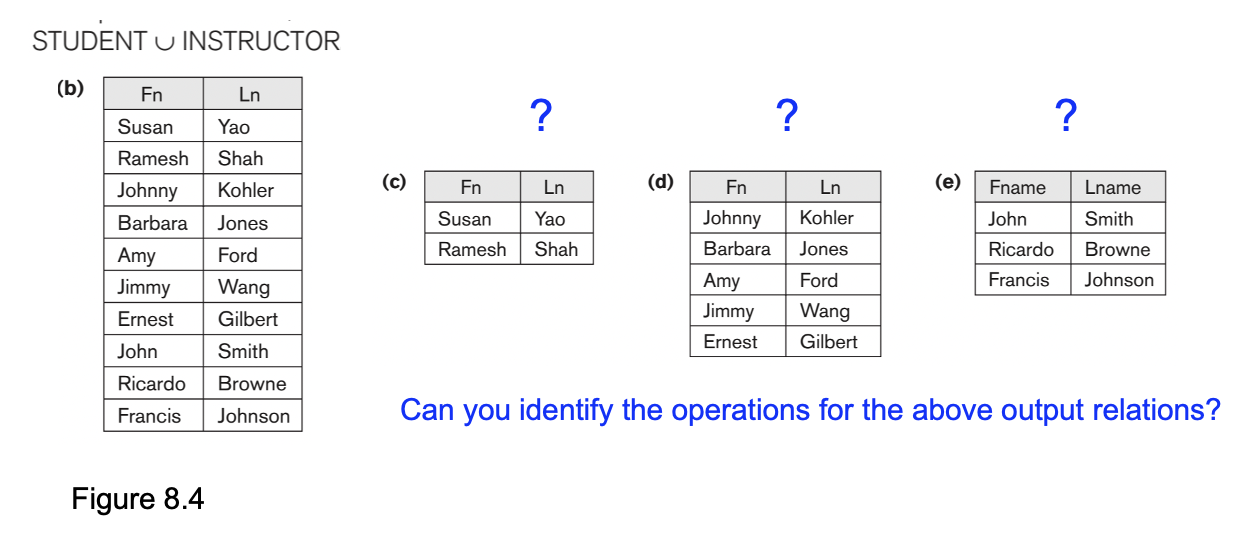 STUDENT ∪ INSTRUCTOR
(b)
Fn Ln
Susan Yao
Ramesh Shah
Johnny Kohler
Barbara Jones
Amy Ford
Jimmy Wang
Ernest Gilbert
John Smith
Ricardo Browne
Francis Johnson
?
(c)
Fn Ln
Susan Yao
Ramesh Shah
?
(d)
Fn Ln
Johnny Kohler
Barbara Jones
Amy Ford
Jimmy Wang
Ernest Gilbert
?
(e)
Fname Lname
John Smith
Ricardo Browne
Francis Johnson
Can you identify the operations for the above output relations?
Figure 8.4